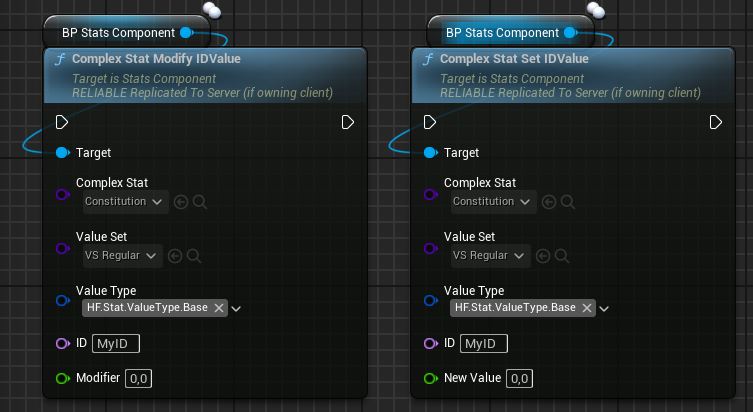 BP Stats Component
Complex Stat Modify IDValue
Target is Stats Component
RELIABLE Replicated To Server (if owning client)
Target
Complex Stat
Constitution
Value Set
VS Regular
Value Type
HF.Stat.ValueType.Base
ID MyID
Modifier 0,0
BP Stats Component
Complex Stat Set IDValue
Target is Stats Component
RELIABLE Replicated To Server (if owning client)
Target
Complex Stat
Constitution
Value Set
VS Regular
Value Type
HF.Stat.ValueType.Base
ID MyID
New Value 0,0